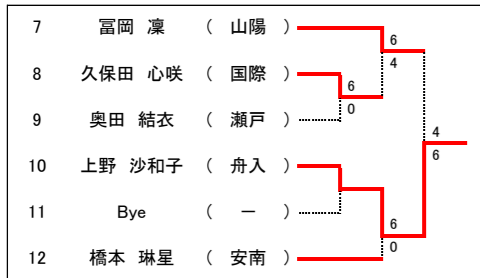 7 冨岡 凜 ( 山陽 ) 6
8 久保田 心咲 ( 国際 ) 6 4
9 奥田 結衣 ( 瀬戸 ) 0
4
10 上野 沙和子 ( 舟入 ) 6
11 Bye ( － ) 6
12 橋本 琳星 ( 安南 ) 0